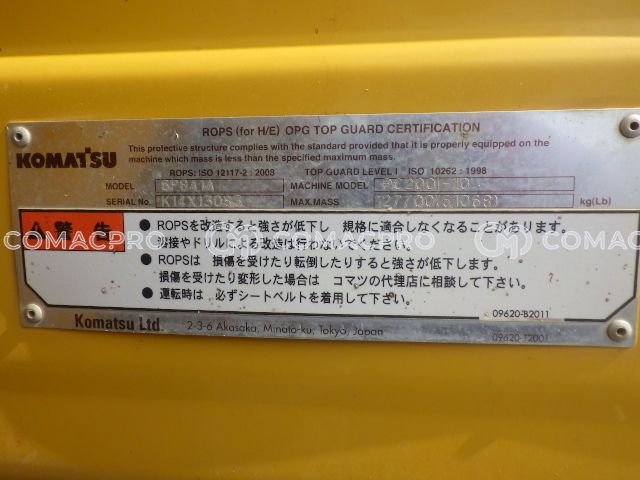 ROPS (for H/E) OPG TOP GUARD CERTIFICATION
KOMATSU
This protective structure complies with the standard provided that it is properly equipped on the
machine which mass is less than the specified maximum mass.
ROPS: ISO 12117-2 : 2008 TOP GUARD LEVEL I : ISO 10262 : 1998
MODEL MACHINE MODEL
SERIAL No. MAX.MASS kg(Lb)
警告
● ROPSを改造すると強さが低下し 規格に適合しなくなることがあります。
溶接やドリルによる改造は行わないでください。
● ROPSは 損傷を受けたり転倒したりすると強さが低下します。
損傷を受けたり変形した場合は コマツの代理店に相談して下さい。
● 運転時は 必ずシートベルトを着用して下さい。
09620-B2011
Komatsu Ltd. 2-3-6 Akasaka, Minato-ku, Tokyo, Japan
09620-T2001
COMACPRO COMACPRO COMACPRO